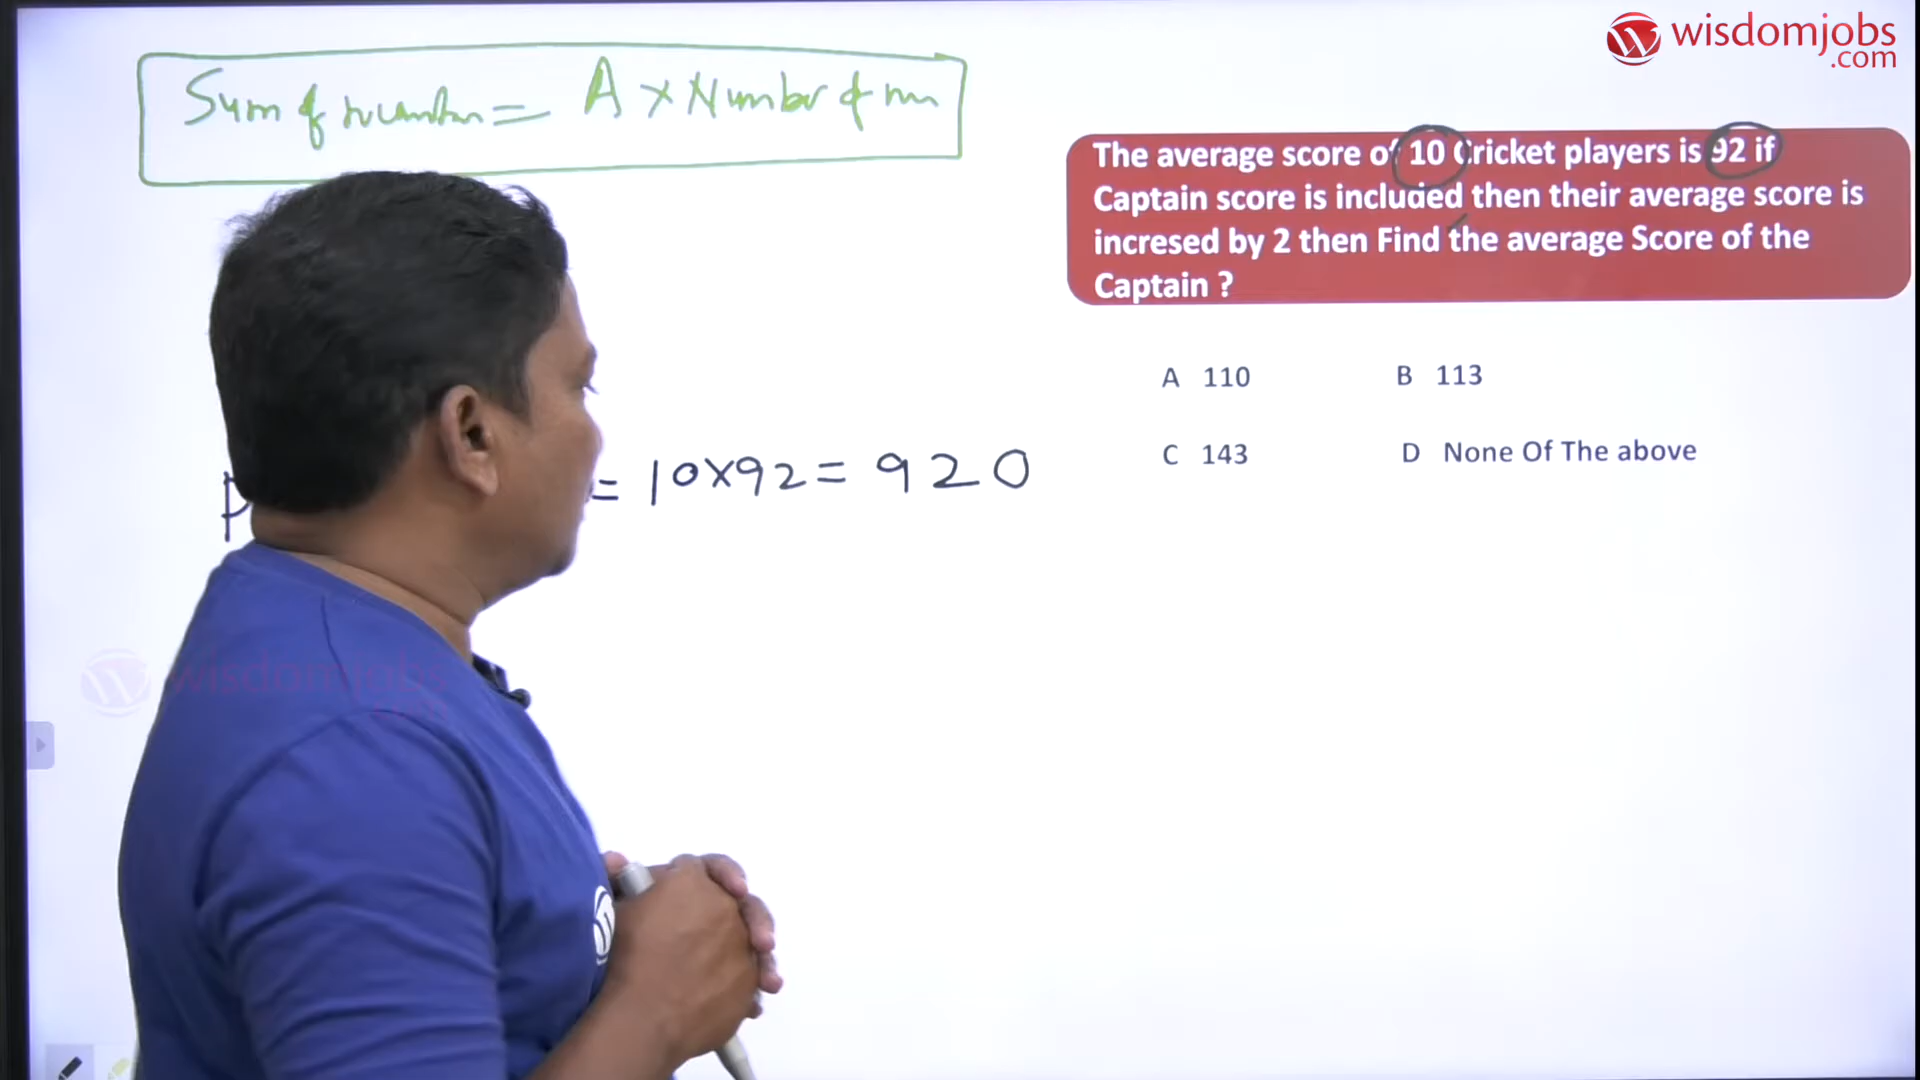 wisdomjobs
.com
Sum of number = A × Number of
The average score of 10 Cricket players is 92 if
Captain score is included then their average score is
incresed by 2 then Find the average Score of the
Captain ?
A 110
B 113
C 143
D None Of The above
= 10×92 = 920
wisdomjobs